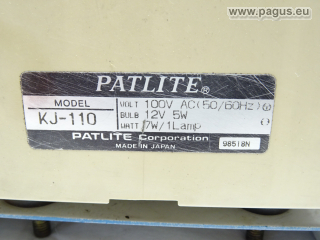 www.pagus.eu
PATLITE®
MODEL
KJ-110
VOLT 100V AC(50/60Hz)
BULB 12V 5W
WATT 7W/1Lamp
PATLITE Corporation
MADE IN JAPAN
98518N